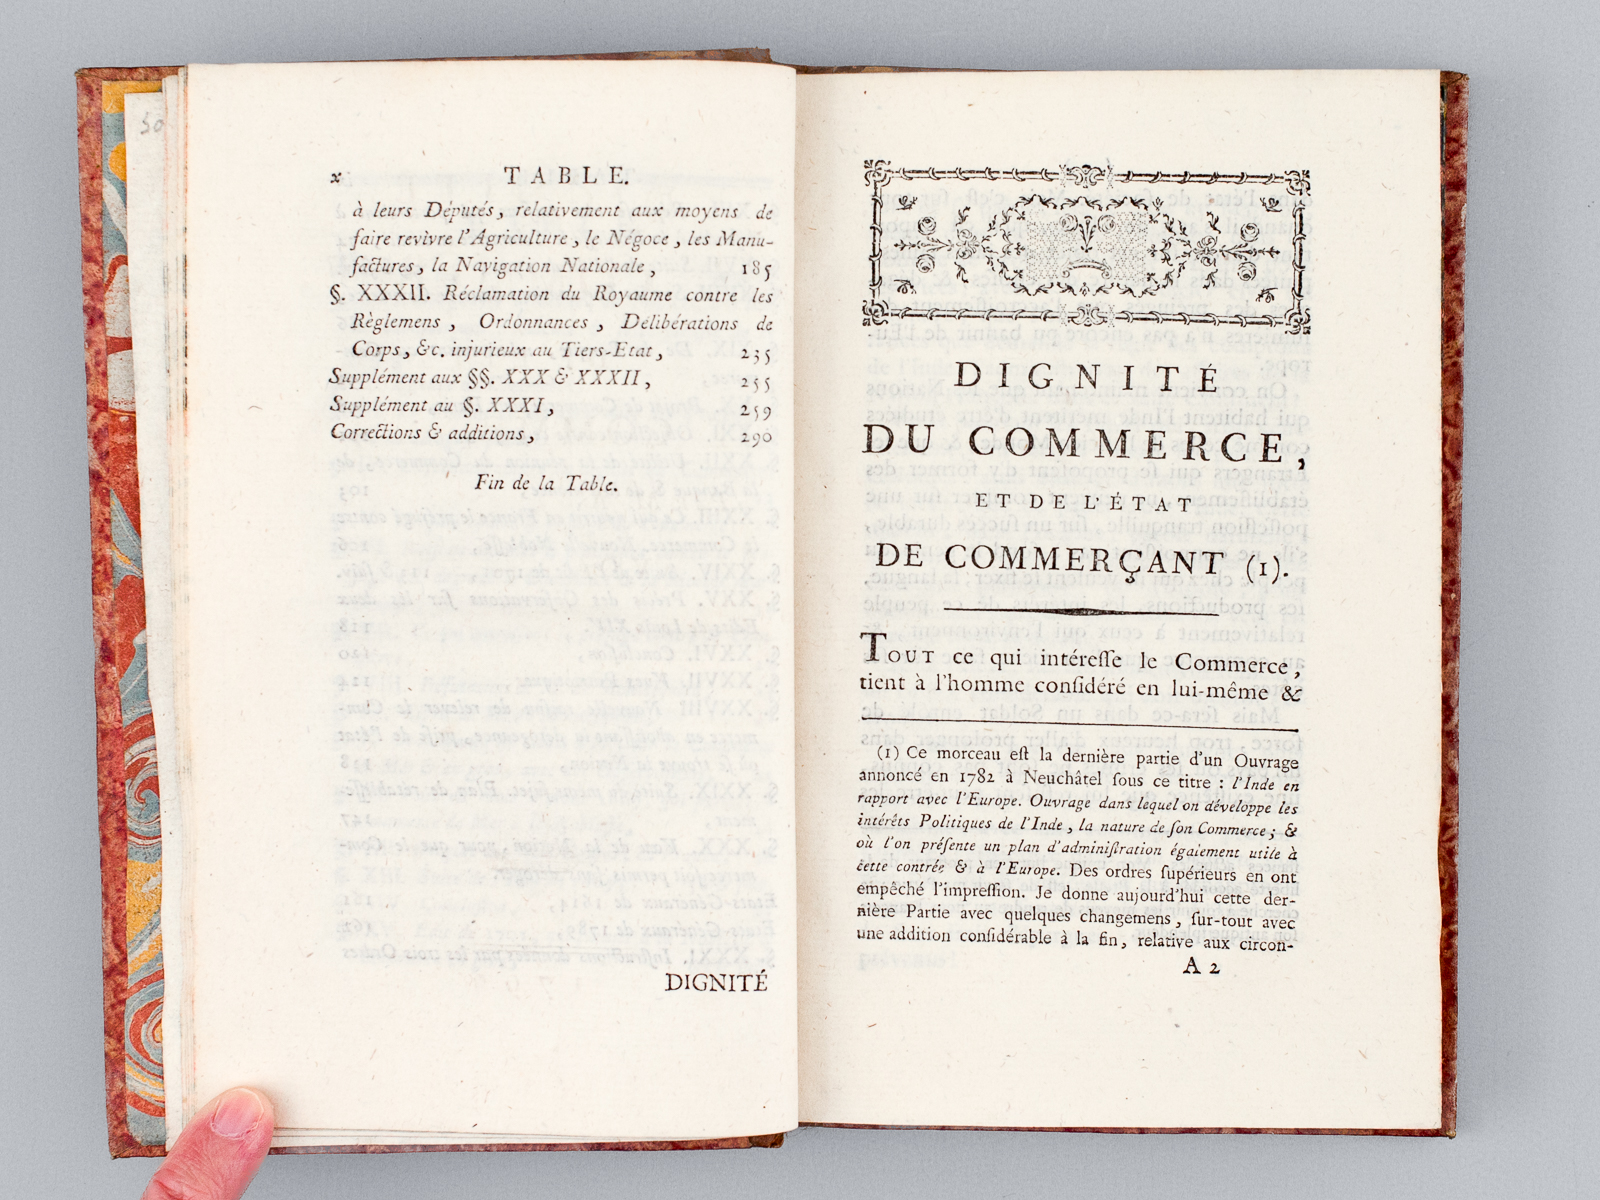 50
x TABLE.
à leurs Députés, relativement aux moyens de
faire revivre l'Agriculture, le Négoce, les Manu-
factures, la Navigation Nationale, 185
§. XXXII. Réclamation du Royaume contre les
Règlemens, Ordonnances, Délibérations de
Corps, &c. injurieux au Tiers-Etat, 235
Supplément aux §§. XXX & XXXII, 255
Supplément au §. XXXI, 259
Corrections & additions, 290
Fin de la Table.
DIGNITÉ
DIGNITÉ
DU COMMERCE,
ET DE L'ÉTAT
DE COMMERÇANT (1).
TOUT ce qui intéreſſe le Commerce,
tient à l'homme conſidéré en lui-même &
(1) Ce morceau eſt la dernière partie d'un Ouvrage
annoncé en 1782 à Neuchâtel ſous ce titre : l'Inde en
rapport avec l'Europe. Ouvrage dans lequel on développe les
intérêts Politiques de l'Inde, la nature de ſon Commerce; &
où l'on préſente un plan d'adminiſtration également utile à
cette contrée & à l'Europe. Des ordres ſupérieurs en ont
empêché l'impreſſion. Je donne aujourd'hui cette der-
nière Partie avec quelques changemens, ſur-tout avec
une addition conſidérable à la fin, relative aux circon-
A 2